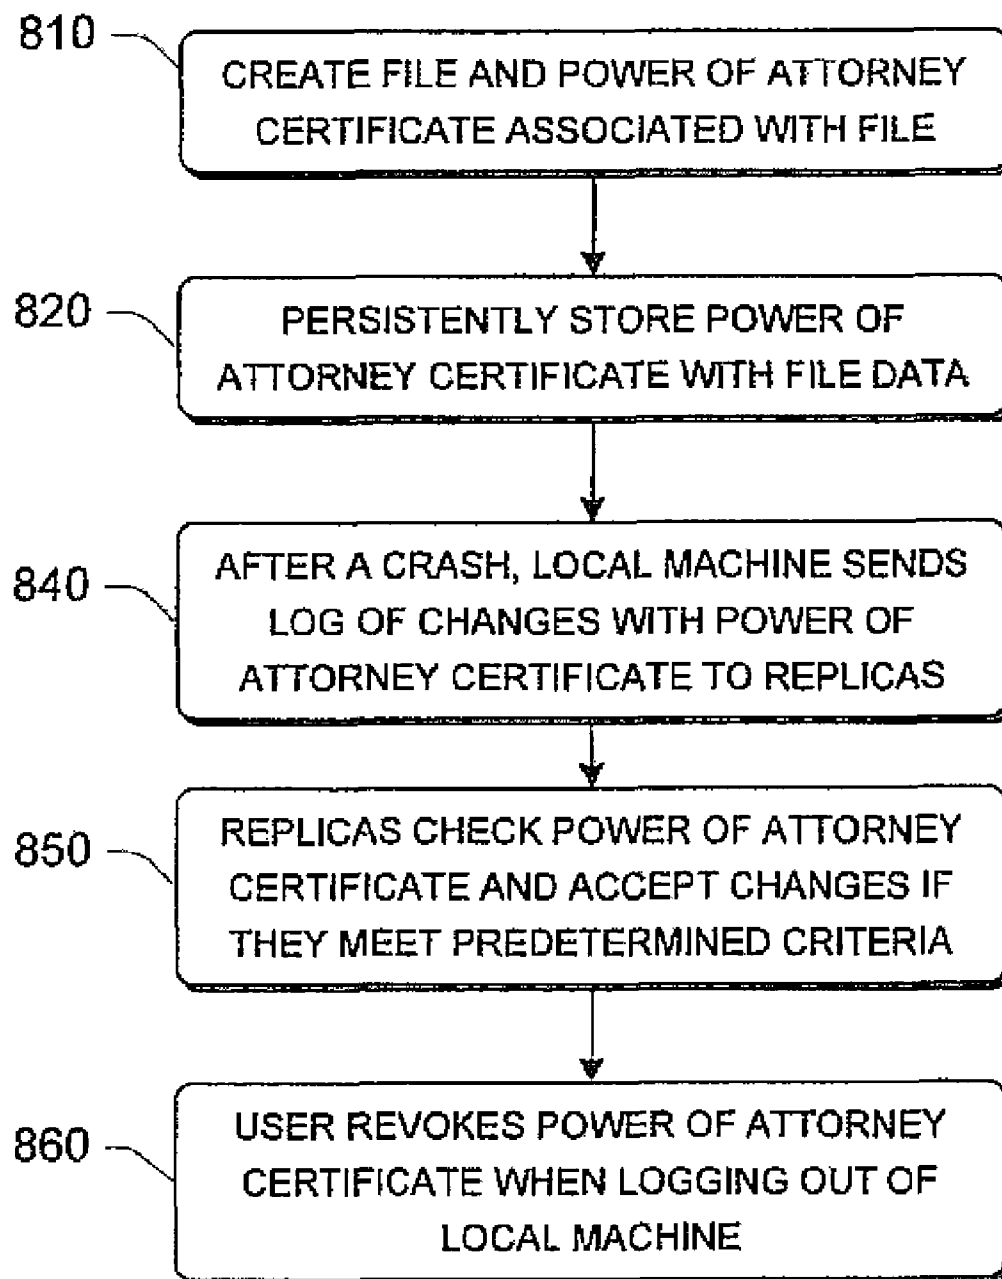 810
CREATE FILE AND POWER OF ATTORNEY
CERTIFICATE ASSOCIATED WITH FILE
820
PERSISTENTLY STORE POWER OF
ATTORNEY CERTIFICATE WITH FILE DATA
840
AFTER A CRASH, LOCAL MACHINE SENDS
LOG OF CHANGES WITH POWER OF
ATTORNEY CERTIFICATE TO REPLICAS
850
REPLICAS CHECK POWER OF ATTORNEY
CERTIFICATE AND ACCEPT CHANGES IF
THEY MEET PREDETERMINED CRITERIA
860
USER REVOKES POWER OF ATTORNEY
CERTIFICATE WHEN LOGGING OUT OF
LOCAL MACHINE